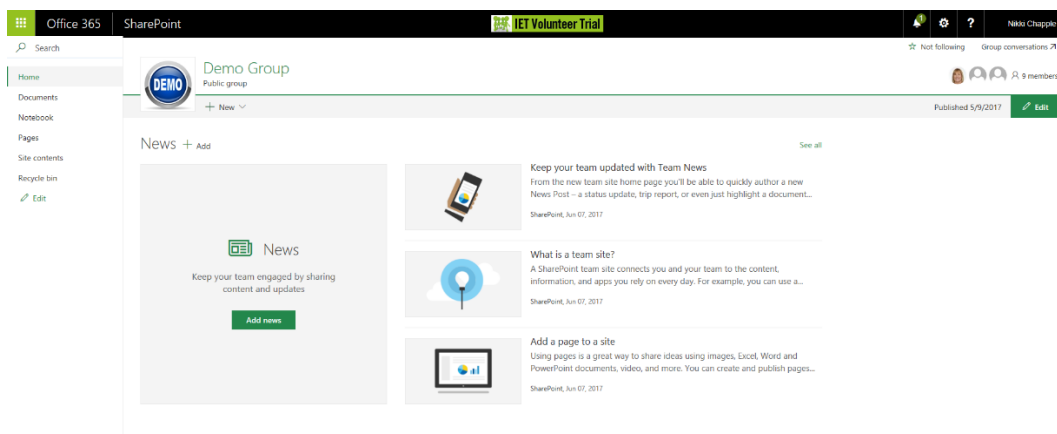 Office 365
SharePoint
IET Volunteer Trial
1
?
Nikki Chapple
Search
Home
Documents
Notebook
Pages
Site contents
Recycle bin
Edit
Not following
Group conversations
DEMO
Demo Group
Public group
9 members
+ New
Published 5/9/2017
Edit
News + Add
See all
News
Keep your team engaged by sharing
content and updates
Add news
Keep your team updated with Team News
From the new team site home page you'll be able to quickly author a new
News Post – a status update, trip report, or even just highlight a document...
SharePoint, Jun 07, 2017
What is a team site?
A SharePoint team site connects you and your team to the content,
information, and apps you rely on every day. For example, you can use a...
SharePoint, Jun 07, 2017
Add a page to a site
Using pages is a great way to share ideas using images, Excel, Word and
PowerPoint documents, video, and more. You can create and publish pages...
SharePoint, Jun 07, 2017